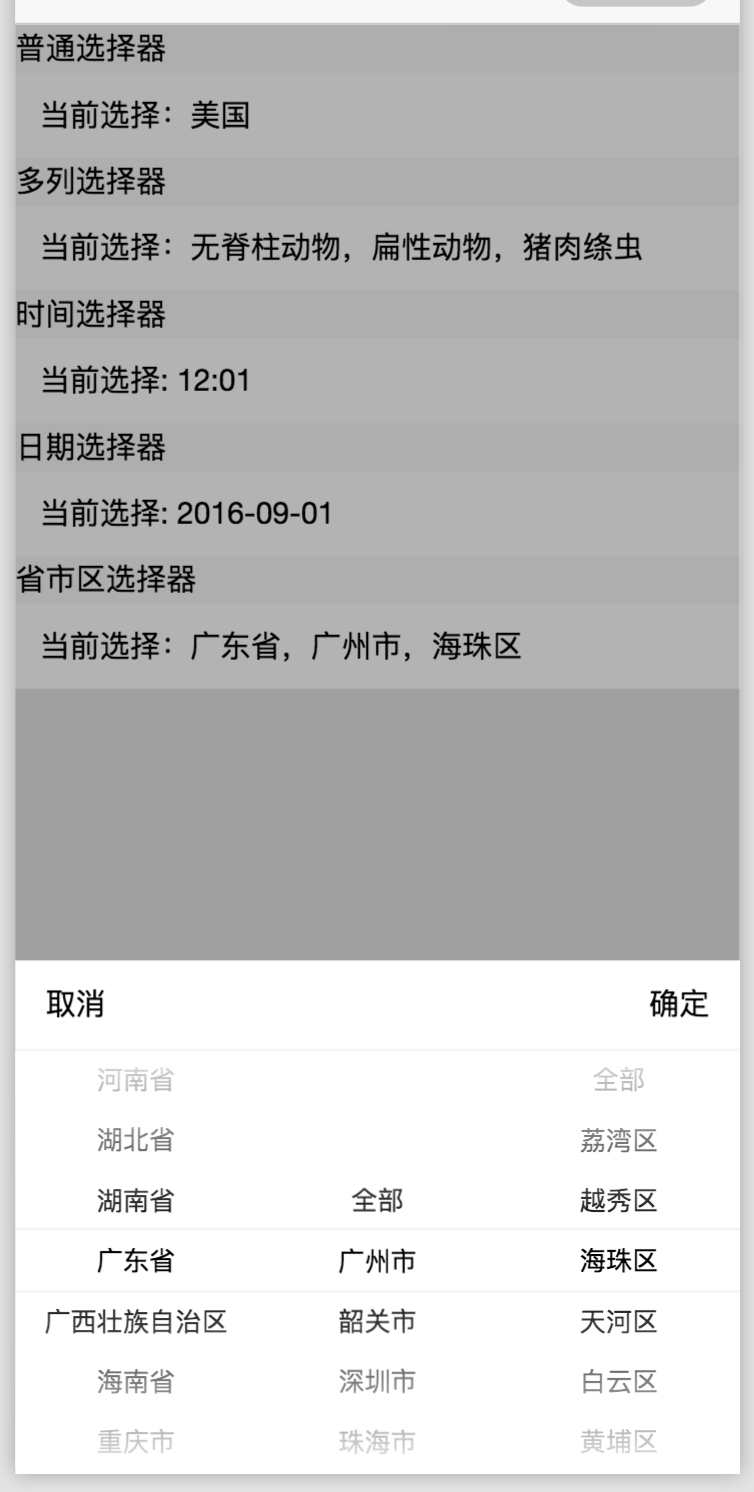 普通选择器
当前选择：美国
多列选择器
当前选择：无脊柱动物，扁性动物，猪肉绦虫
时间选择器
当前选择: 12:01
日期选择器
当前选择: 2016-09-01
省市区选择器
当前选择：广东省，广州市，海珠区
取消 确定
河南省 全部
湖北省 荔湾区
湖南省 全部 越秀区
广东省 广州市 海珠区
广西壮族自治区 韶关市 天河区
海南省 深圳市 白云区
重庆市 珠海市 黄埔区